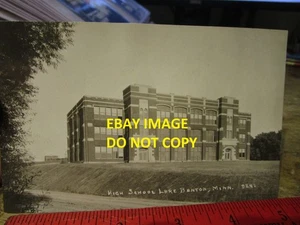 EBAY IMAGE
DO NOT COPY
HIGH SCHOOL LAKE BENTON, MINN.